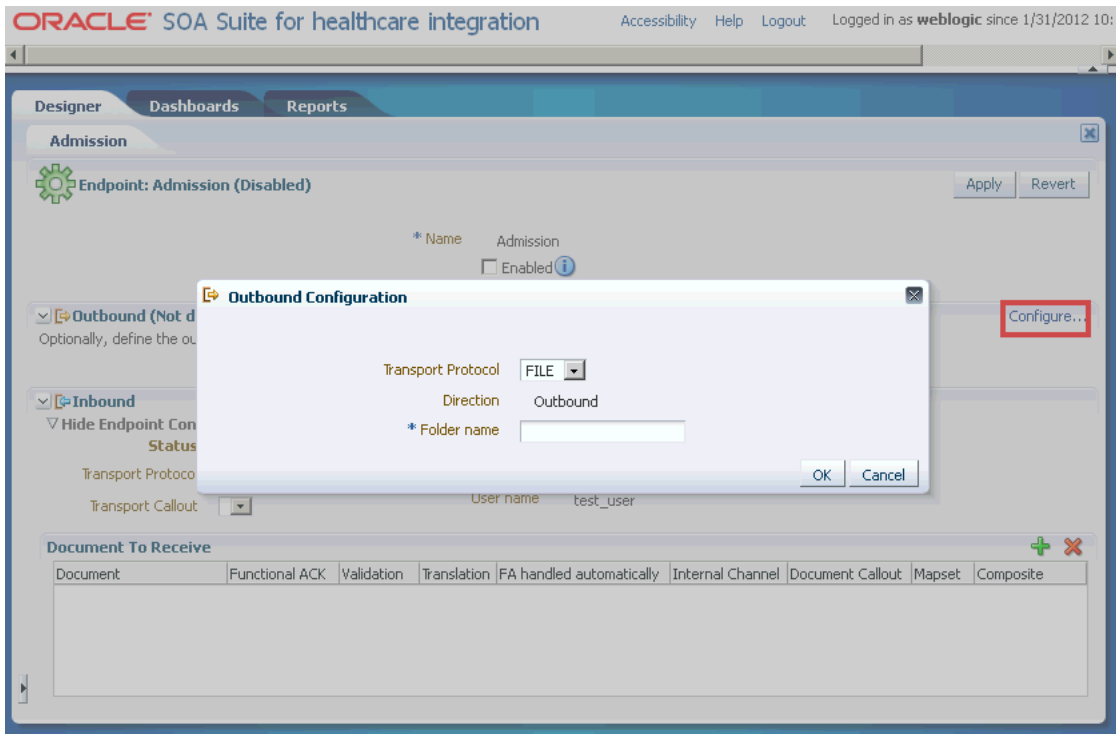 ORACLE SOA Suite for healthcare integration Accessibility Help Logout Logged in as weblogic since 1/31/2012 10:
Designer Dashboards Reports
Admission
Endpoint: Admission (Disabled) Apply Revert
* Name Admission
Enabled
Outbound Configuration
Outbound (Not d Configure...
Optionally, define the ou
Transport Protocol FILE
Direction Outbound
* Folder name
Inbound
Hide Endpoint Con
Status
Transport Protoco
OK Cancel
Transport Callout User name test_user
Document To Receive
Document Functional ACK Validation Translation FA handled automatically Internal Channel Document Callout Mapset Composite